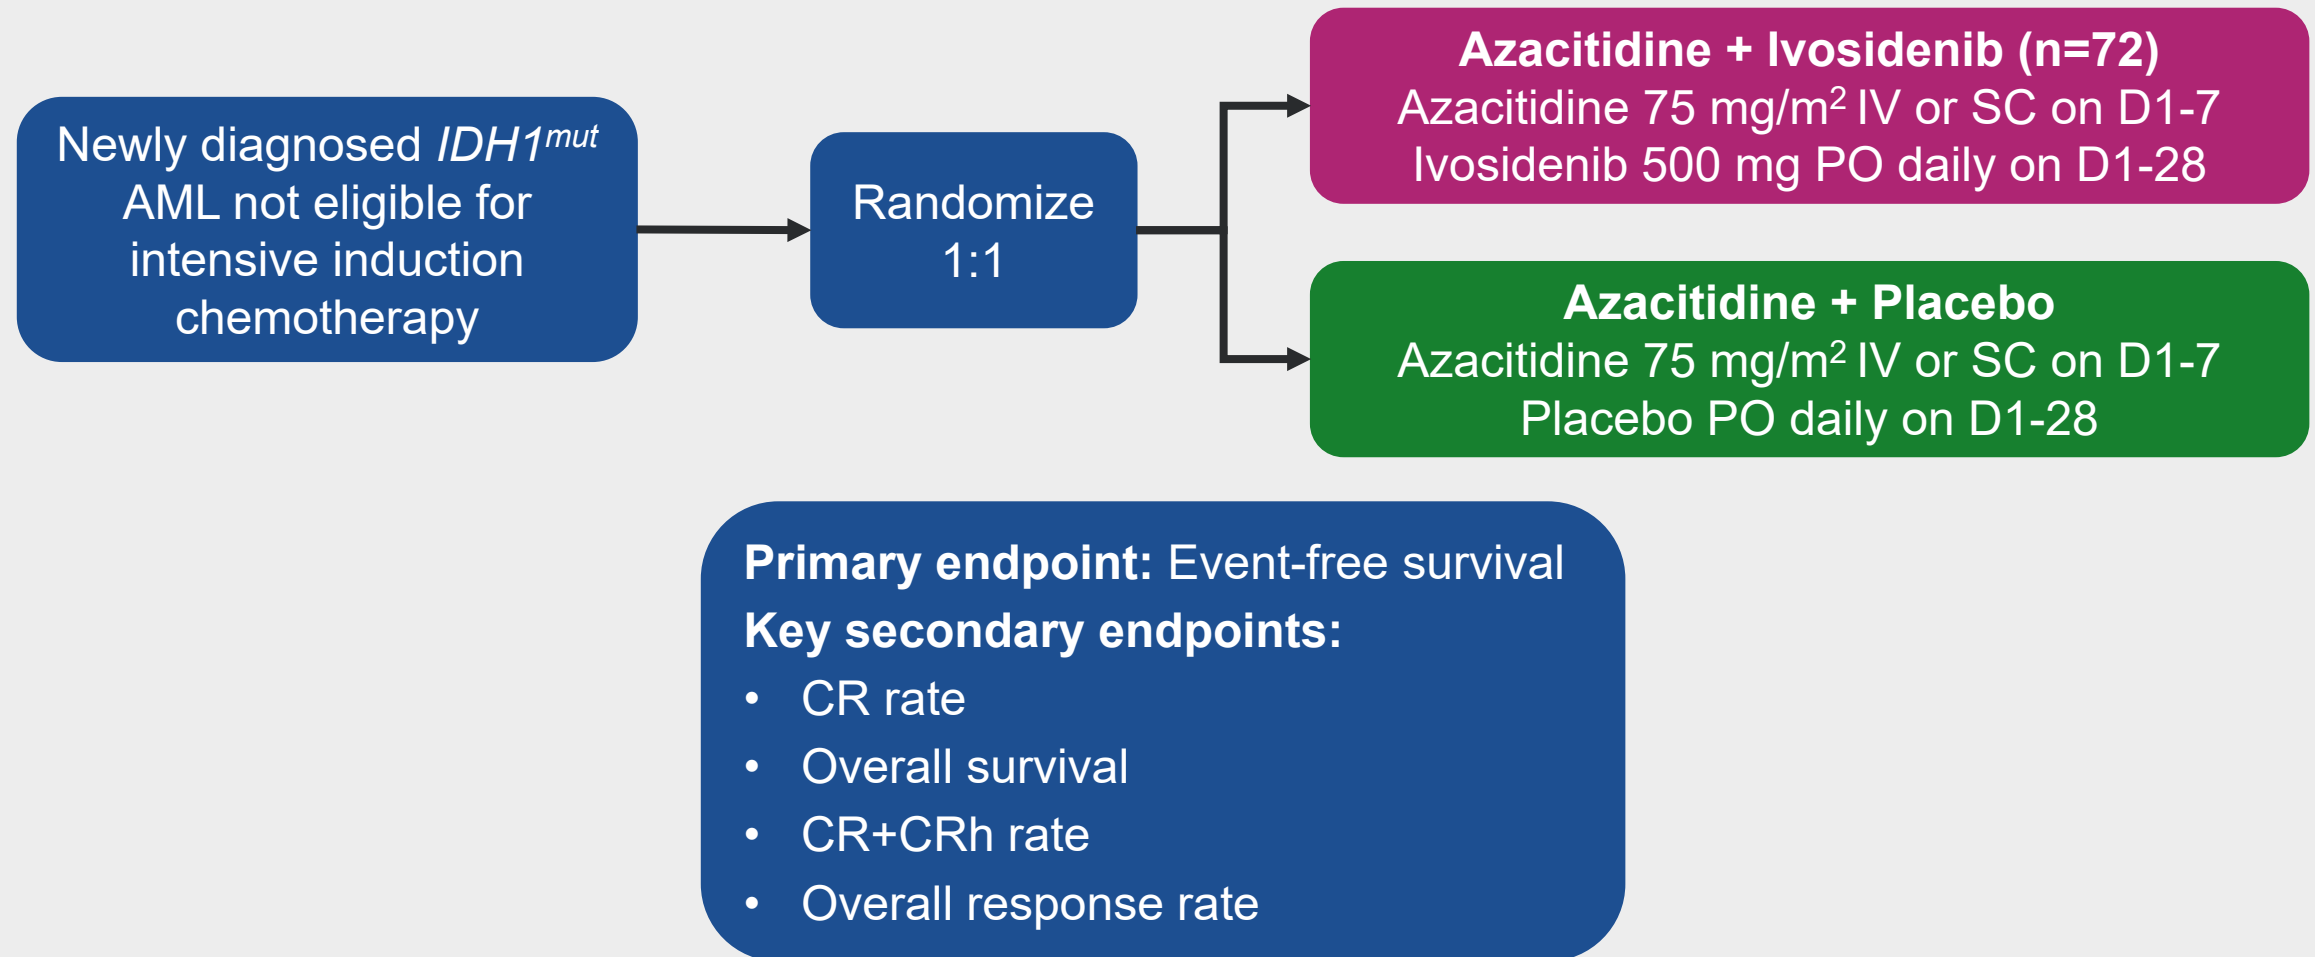 Newly diagnosed IDH1^mut
AML not eligible for
intensive induction
chemotherapy
Randomize
1:1
Azacitidine + Ivosidenib (n=72)
Azacitidine 75 mg/m² IV or SC on D1-7
Ivosidenib 500 mg PO daily on D1-28
Azacitidine + Placebo
Azacitidine 75 mg/m² IV or SC on D1-7
Placebo PO daily on D1-28
Primary endpoint: Event-free survival
Key secondary endpoints:
• CR rate
• Overall survival
• CR+CRh rate
• Overall response rate